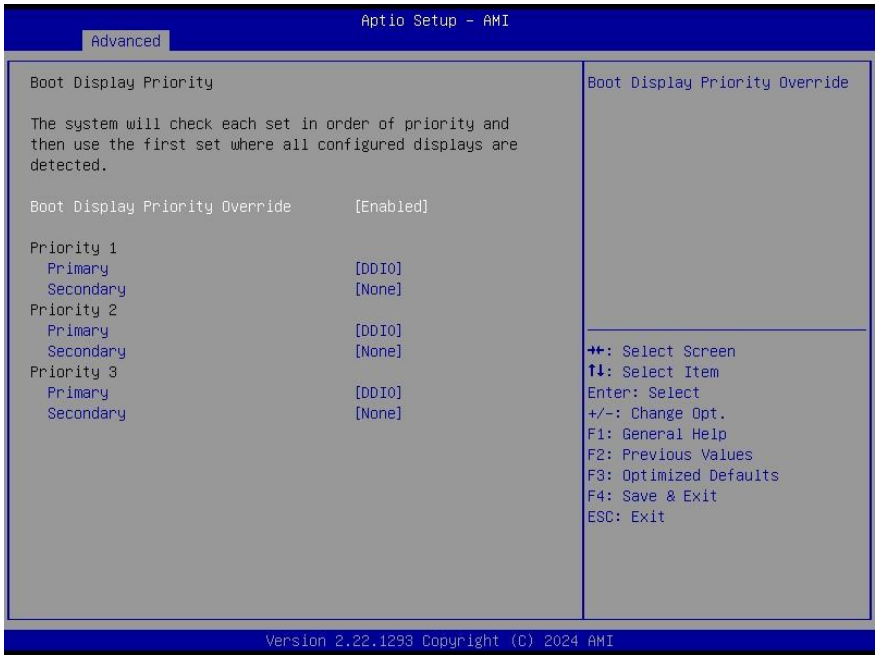 Aptio Setup – AMI
Advanced
Boot Display Priority
The system will check each set in order of priority and
then use the first set where all configured displays are
detected.
Boot Display Priority Override [Enabled]
Priority 1
Primary [DDI0]
Secondary [None]
Priority 2
Primary [DDI0]
Secondary [None]
Priority 3
Primary [DDI0]
Secondary [None]
Boot Display Priority Override
→←: Select Screen
↑↓: Select Item
Enter: Select
+/-: Change Opt.
F1: General Help
F2: Previous Values
F3: Optimized Defaults
F4: Save & Exit
ESC: Exit
Version 2.22.1293 Copyright (C) 2024 AMI